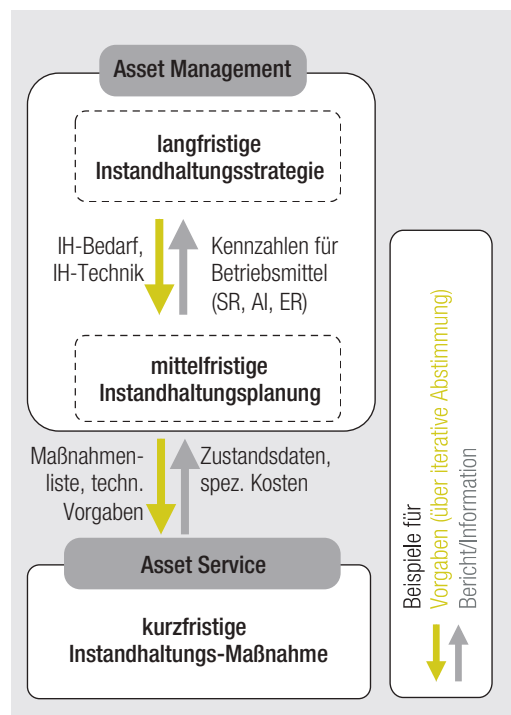 Asset Management
langfristige
Instandhaltungsstrategie
IH-Bedarf,
IH-Technik
Kennzahlen für
Betriebsmittel
(SR, AI, ER)
mittelfristige
Instandhaltungsplanung
Maßnahmen-
liste, techn.
Vorgaben
Zustandsdaten,
spez. Kosten
Asset Service
kurzfristige
Instandhaltungs-Maßnahme
Beispiele für
Vorgaben (über iterative Abstimmung)
Bericht/Information